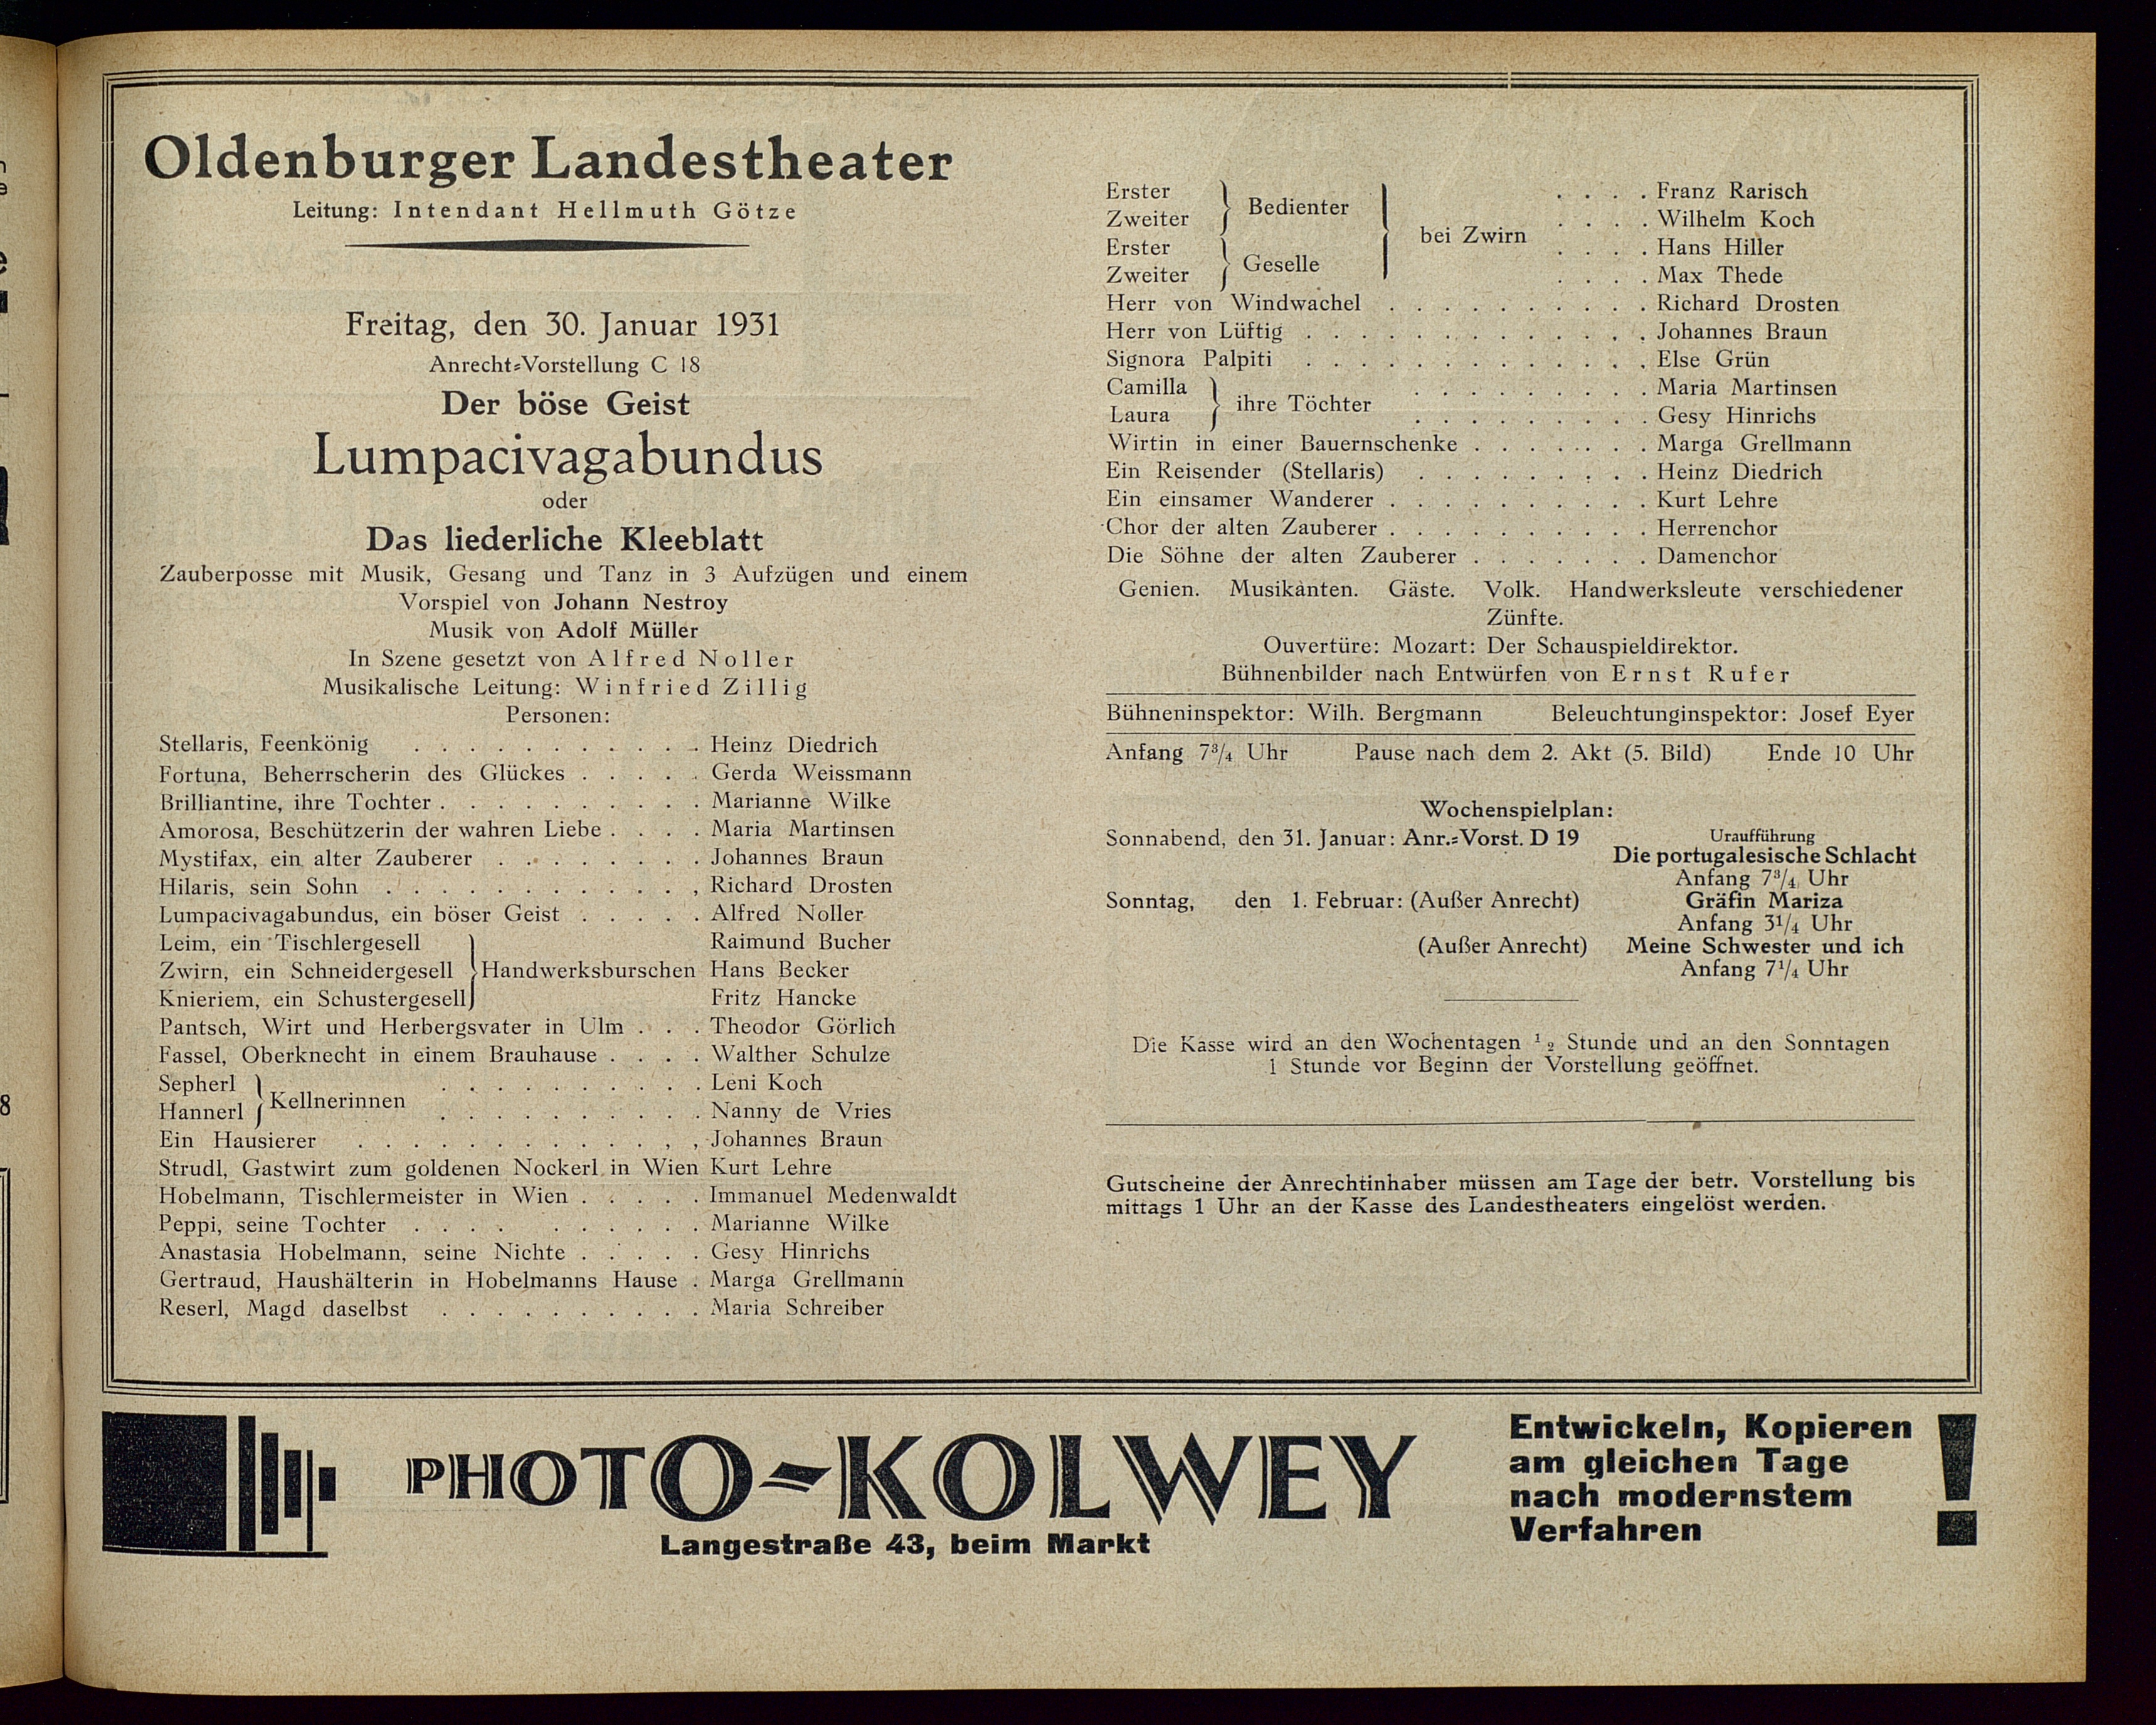 Oldenburger Landestheater
Leitung: Intendant Hellmuth Götze
Freitag, den 30. Januar 1931
Anrecht=Vorstellung C 18
Der böse Geist
Lumpacivagabundus
oder
Das liederliche Kleeblatt
Zauberposse mit Musik, Gesang und Tanz in 3 Aufzügen und einem
Vorspiel von Johann Nestroy
Musik von Adolf Müller
In Szene gesetzt von Alfred Noller
Musikalische Leitung: Winfried Zillig
Personen:
Stellaris, Feenkönig . . . . . . . . . . . Heinz Diedrich
Fortuna, Beherrscherin des Glückes . . . . . Gerda Weissmann
Brilliantine, ihre Tochter . . . . . . . . . . Marianne Wilke
Amorosa, Beschützerin der wahren Liebe . . . . Maria Martinsen
Mystifax, ein alter Zauberer . . . . . . . . Johannes Braun
Hilaris, sein Sohn . . . . . . . . . . . , Richard Drosten
Lumpacivagabundus, ein böser Geist . . . . . Alfred Noller
Leim, ein Tischlergesell Raimund Bucher
Zwirn, ein Schneidergesell } Handwerksburschen Hans Becker
Knieriem, ein Schustergesell Fritz Hancke
Pantsch, Wirt und Herbergsvater in Ulm . . . Theodor Görlich
Fassel, Oberknecht in einem Brauhause . . . . Walther Schulze
Sepherl . . . . . . . . . . Leni Koch
} Kellnerinnen
Hannerl . . . . . . . . . . Nanny de Vries
Ein Hausierer . . . . . . . . . . . , , Johannes Braun
Strudl, Gastwirt zum goldenen Nockerl in Wien Kurt Lehre
Hobelmann, Tischlermeister in Wien . . . . . Immanuel Medenwaldt
Peppi, seine Tochter . . . . . . . . . . Marianne Wilke
Anastasia Hobelmann, seine Nichte . . . . . Gesy Hinrichs
Gertraud, Haushälterin in Hobelmanns Hause . Marga Grellmann
Reserl, Magd daselbst . . . . . . . . . . Maria Schreiber
Erster . . . . Franz Rarisch
} Bedienter
Zweiter . . . . Wilhelm Koch
} bei Zwirn
Erster . . . . Hans Hiller
} Geselle
Zweiter . . . . Max Thede
Herr von Windwachel . . . . . . . . . . Richard Drosten
Herr von Lüftig . . . . . . . . . . . , , Johannes Braun
Signora Palpiti . . . . . . . . . . . . , Else Grün
Camilla . . . . . . . . . Maria Martinsen
} ihre Töchter
Laura . . . . . . . . . Gesy Hinrichs
Wirtin in einer Bauernschenke . . . . . . . Marga Grellmann
Ein Reisender (Stellaris) . . . . . . . . . Heinz Diedrich
Ein einsamer Wanderer . . . . . . . . . . Kurt Lehre
Chor der alten Zauberer . . . . . . . . . . Herrenchor
Die Söhne der alten Zauberer . . . . . . . Damenchor
Genien. Musikanten. Gäste. Volk. Handwerksleute verschiedener
Zünfte.
Ouvertüre: Mozart: Der Schauspieldirektor.
Bühnenbilder nach Entwürfen von Ernst Rufer
Bühneninspektor: Wilh. Bergmann Beleuchtunginspektor: Josef Eyer
Anfang 7³/₄ Uhr Pause nach dem 2. Akt (5. Bild) Ende 10 Uhr
Wochenspielplan:
Sonnabend, den 31. Januar: Anr.=Vorst. D 19 Uraufführung
Die portugalesische Schlacht
Anfang 7³/₄ Uhr
Sonntag, den 1. Februar: (Außer Anrecht) Gräfin Mariza
Anfang 3¹/₄ Uhr
(Außer Anrecht) Meine Schwester und ich
Anfang 7¹/₄ Uhr
Die Kasse wird an den Wochentagen ¹ ₂ Stunde und an den Sonntagen
1 Stunde vor Beginn der Vorstellung geöffnet.
Gutscheine der Anrechtinhaber müssen am Tage der betr. Vorstellung bis
mittags 1 Uhr an der Kasse des Landestheaters eingelöst werden.
PHOTO-KOLWEY
Langestraße 43, beim Markt
Entwickeln, Kopieren
am gleichen Tage
nach modernstem
Verfahren !